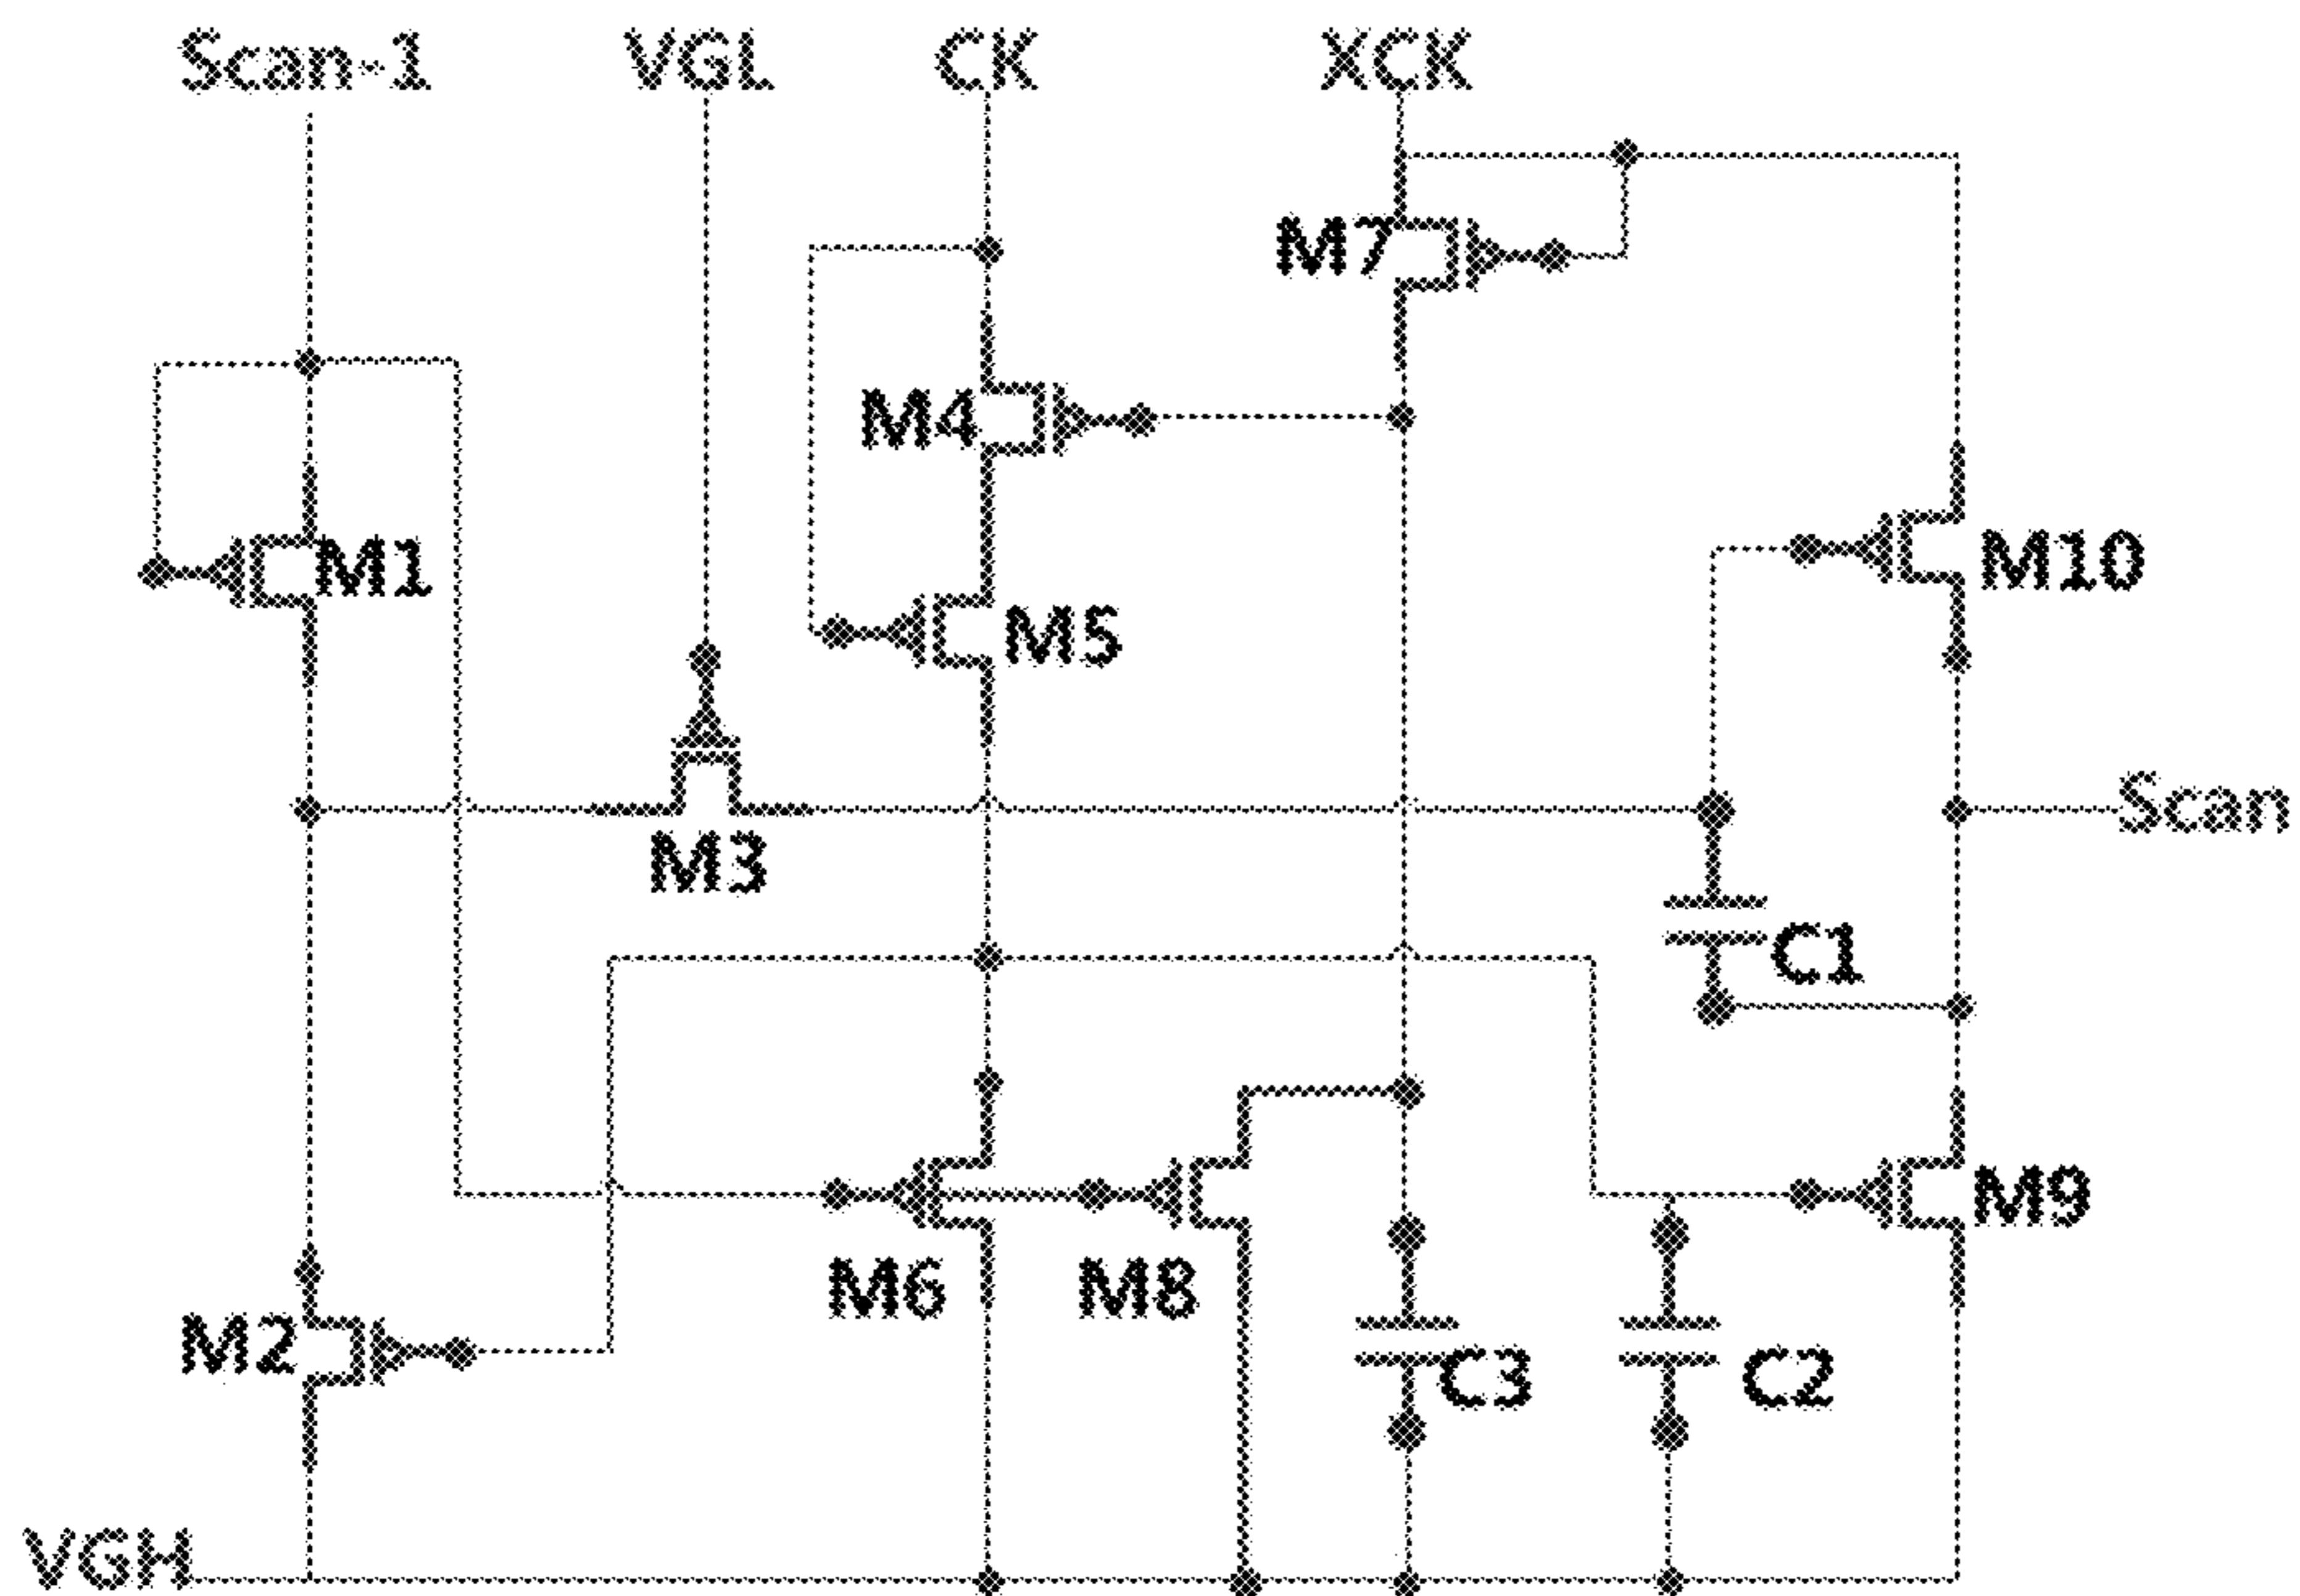 Scan-1 VGL CK XCK
M7
M4
M1 M10
M5
Scan
M3
C1
M9
M6 M8
M2 C3 C2
VGH